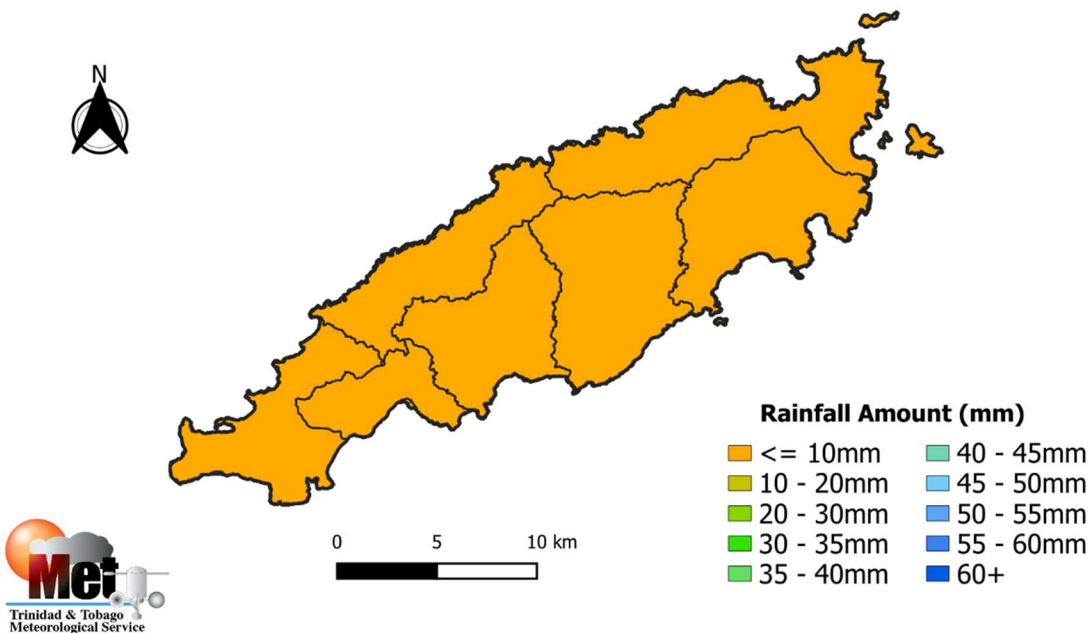 N
Rainfall Amount (mm)
<= 10mm
10 - 20mm
20 - 30mm
30 - 35mm
35 - 40mm
40 - 45mm
45 - 50mm
50 - 55mm
55 - 60mm
60+
0 5 10 km
Met
Trinidad & Tobago
Meteorological Service